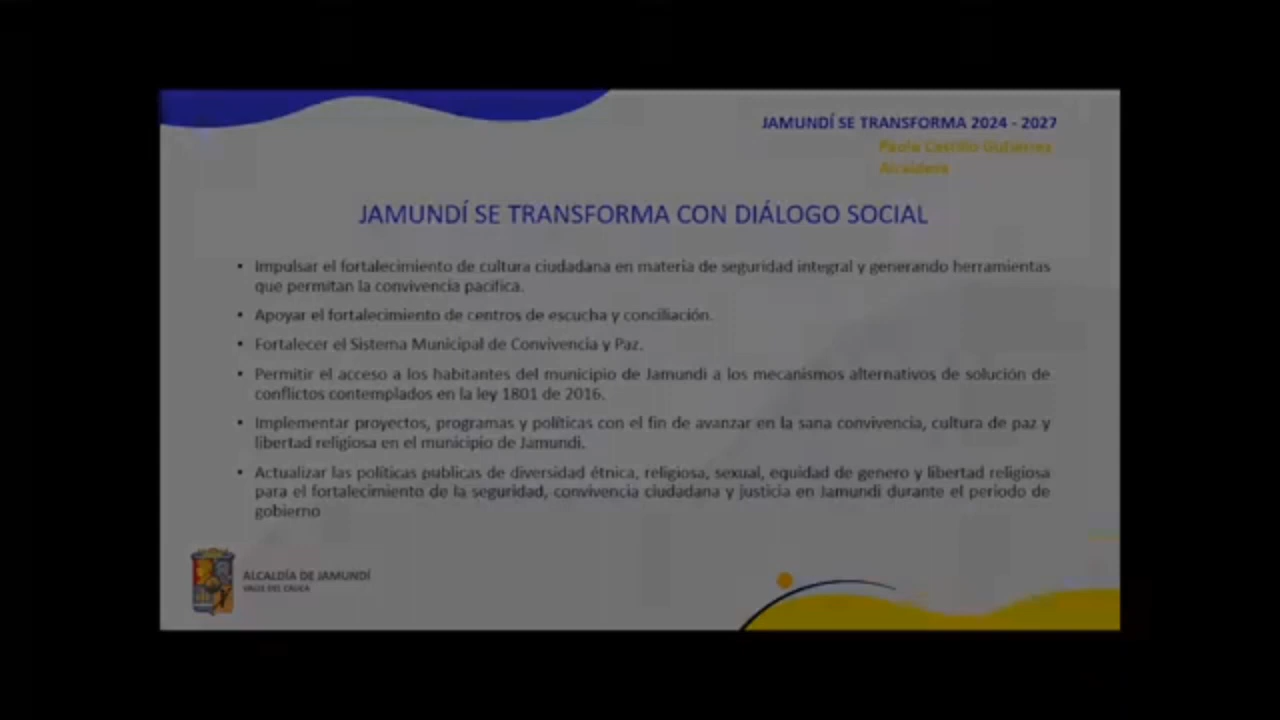 JAMUNDÍ SE TRANSFORMA 2024 - 2027
Paola Castillo Gutierrez
Alcaldesa
JAMUNDÍ SE TRANSFORMA CON DIÁLOGO SOCIAL
• Impulsar el fortalecimiento de cultura ciudadana en materia de seguridad integral y generando herramientas
que permitan la convivencia pacifica.
• Apoyar el fortalecimiento de centros de escucha y conciliación.
• Fortalecer el Sistema Municipal de Convivencia y Paz.
• Permitir el acceso a los habitantes del municipio de Jamundi a los mecanismos alternativos de solución de
conflictos contemplados en la ley 1801 de 2016.
• Implementar proyectos, programas y políticas con el fin de avanzar en la sana convivencia, cultura de paz y
libertad religiosa en el municipio de Jamundi.
• Actualizar las políticas publicas de diversidad étnica, religiosa, sexual, equidad de genero y libertad religiosa
para el fortalecimiento de la seguridad, convivencia ciudadana y justicia en Jamundi durante el periodo de
gobierno
ALCALDÍA DE JAMUNDÍ
VALLE DEL CAUCA